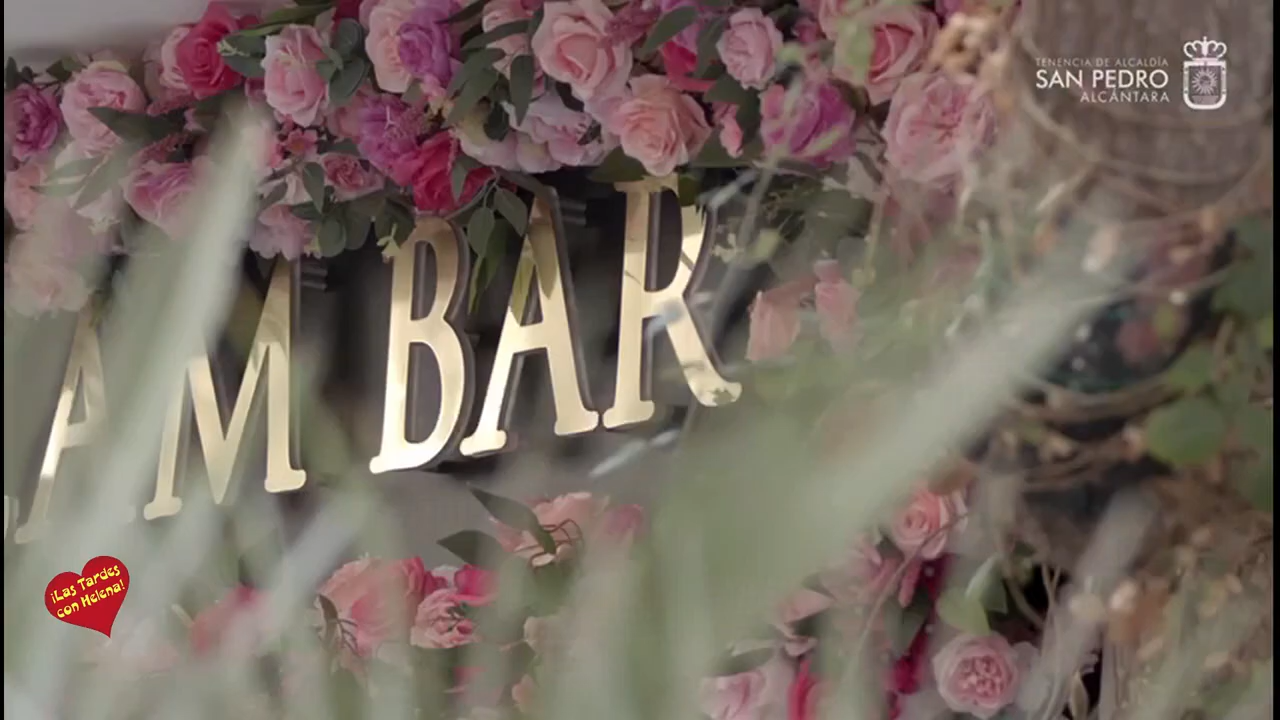 TENENCIA DE ALCALDÍA
SAN PEDRO
ALCÁNTARA
AM BAR
¡Las Tardes
con Helena!